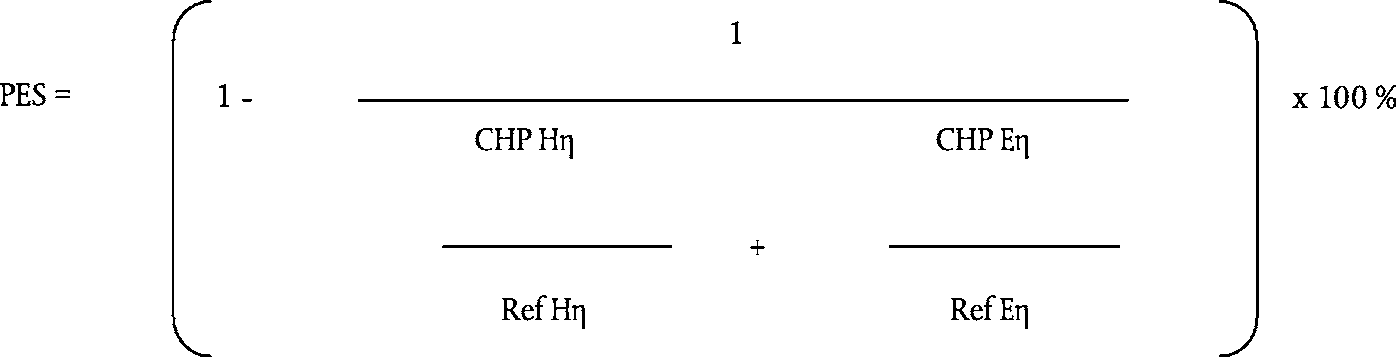 1
PES = 1 - x 100 %
CHP Hη CHP Eη
+
Ref Hη Ref Eη